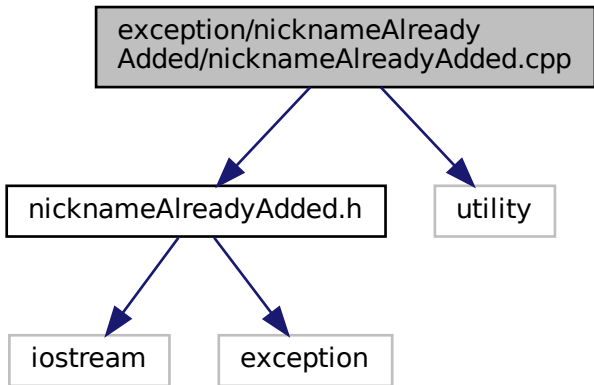 exception/nicknameAlready
Added/nicknameAlreadyAdded.cpp
nicknameAlreadyAdded.h
utility
iostream
exception